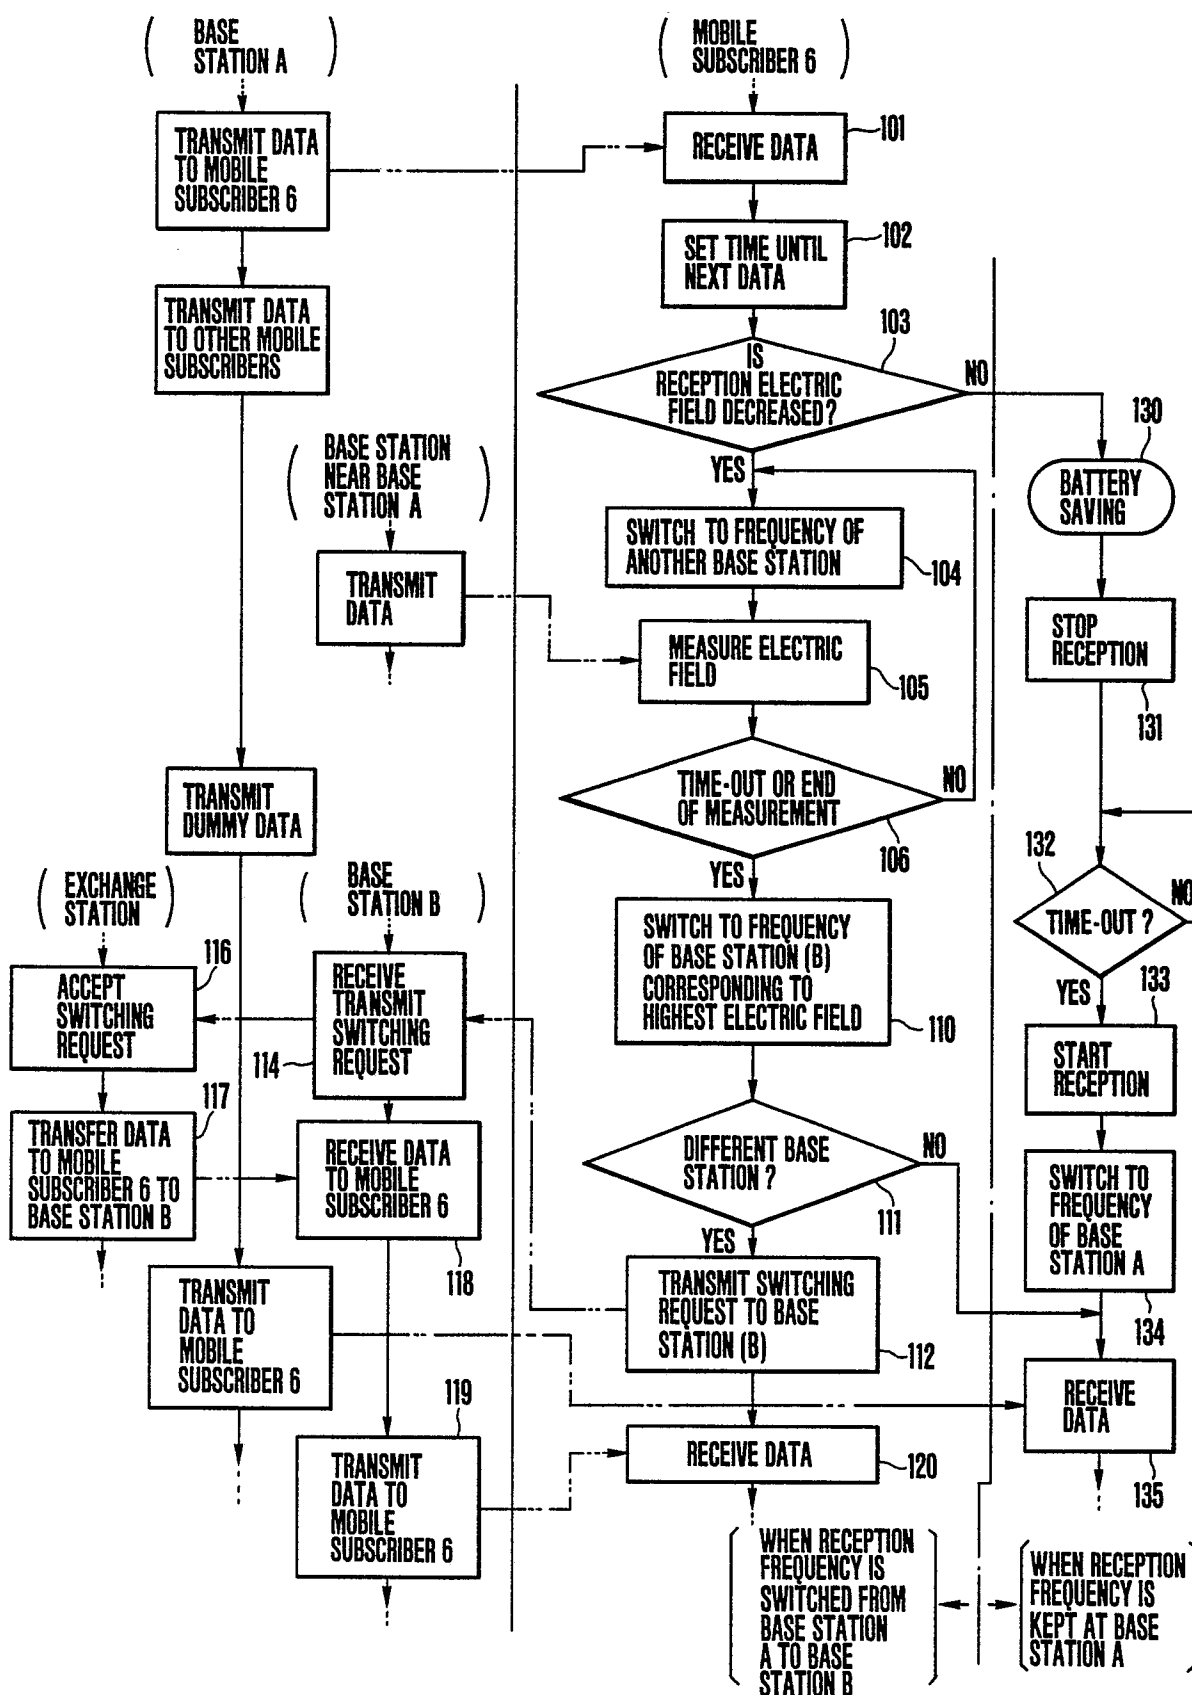 BASE
STATION A
TRANSMIT DATA
TO MOBILE
SUBSCRIBER 6
TRANSMIT DATA
TO OTHER MOBILE
SUBSCRIBERS
BASE STATION
NEAR BASE
STATION A
TRANSMIT
DATA
TRANSMIT
DUMMY DATA
EXCHANGE
STATION
116
ACCEPT
SWITCHING
REQUEST
117
TRANSFER DATA
TO MOBILE
SUBSCRIBER 6 TO
BASE STATION B
BASE
STATION B
RECEIVE
TRANSMIT
SWITCHING
REQUEST
114
RECEIVE DATA
TO MOBILE
SUBSCRIBER 6
118
TRANSMIT
DATA TO
MOBILE
SUBSCRIBER 6
119
TRANSMIT
DATA TO
MOBILE
SUBSCRIBER 6
MOBILE
SUBSCRIBER 6
RECEIVE DATA
101
SET TIME UNTIL
NEXT DATA
102
103
IS
RECEPTION ELECTRIC
FIELD DECREASED?
NO
YES
SWITCH TO FREQUENCY OF
ANOTHER BASE STATION
104
MEASURE ELECTRIC
FIELD
105
TIME-OUT OR END
OF MEASUREMENT
NO
106
YES
SWITCH TO FREQUENCY
OF BASE STATION (B)
CORRESPONDING TO
HIGHEST ELECTRIC FIELD
110
DIFFERENT BASE
STATION ?
NO
111
YES
TRANSMIT SWITCHING
REQUEST TO BASE
STATION (B)
112
RECEIVE DATA
120
WHEN RECEPTION
FREQUENCY IS
SWITCHED FROM
BASE STATION
A TO BASE
STATION B
130
BATTERY
SAVING
STOP
RECEPTION
131
132
TIME-OUT ?
NO
YES
133
START
RECEPTION
SWITCH TO
FREQUENCY
OF BASE
STATION A
134
RECEIVE
DATA
135
WHEN RECEPTION
FREQUENCY IS
KEPT AT BASE
STATION A